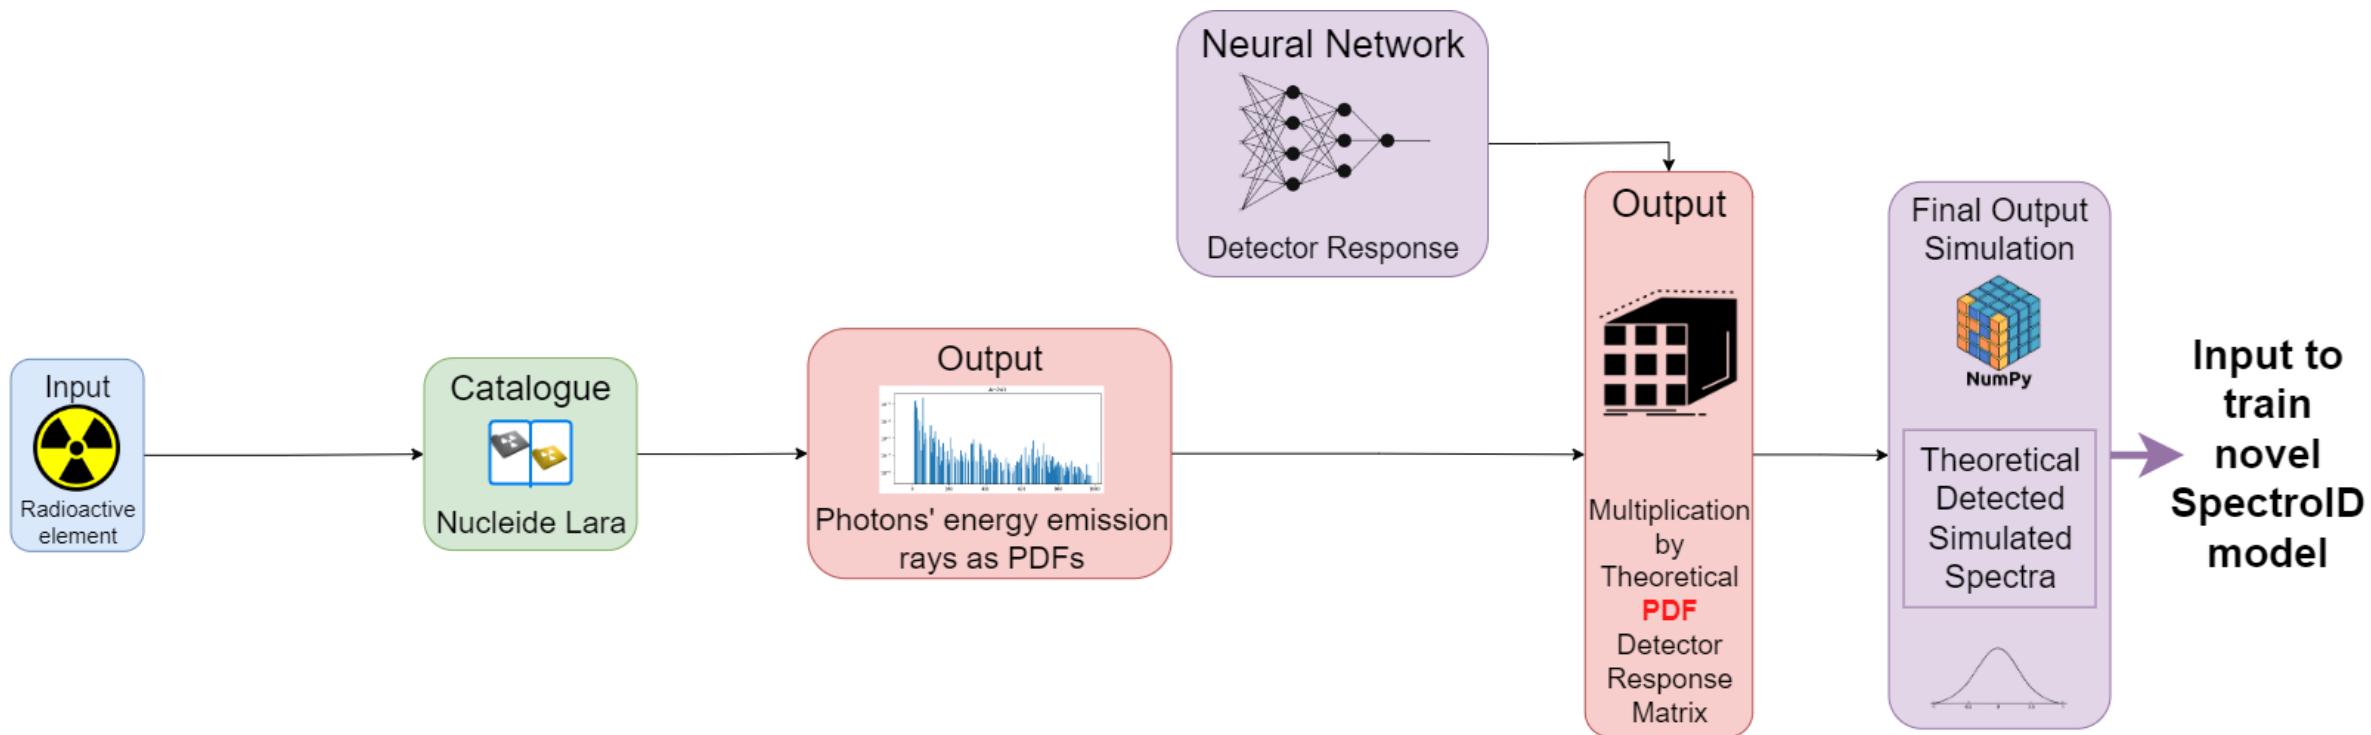 Neural Network
Detector Response
Input
Radioactive
element
Catalogue
Nucleide Lara
Output
Photons' energy emission
rays as PDFs
Output
Multiplication
by
Theoretical
PDF
Detector
Response
Matrix
Final Output
Simulation
NumPy
Theoretical
Detected
Simulated
Spectra
Input to
train
novel
SpectroID
model